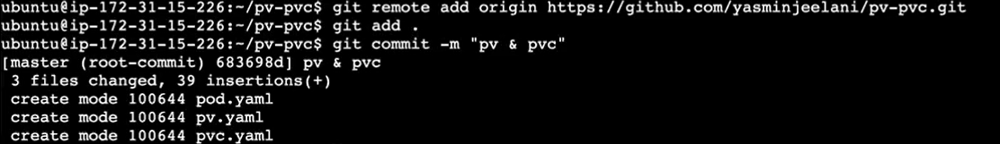 ubuntu@ip-172-31-15-226:~/pv-pvc$ git remote add origin https://github.com/yasminjeelani/pv-pvc.git
ubuntu@ip-172-31-15-226:~/pv-pvc$ git add .
ubuntu@ip-172-31-15-226:~/pv-pvc$ git commit -m "pv & pvc"
[master (root-commit) 683698d] pv & pvc
 3 files changed, 39 insertions(+)
 create mode 100644 pod.yaml
 create mode 100644 pv.yaml
 create mode 100644 pvc.yaml